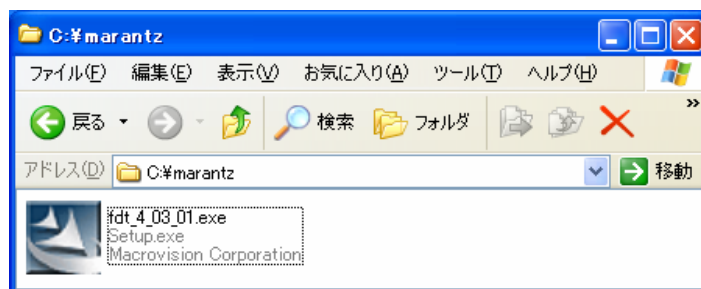 C:¥marantz
ファイル(F) 編集(E) 表示(V) お気に入り(A) ツール(T) ヘルプ(H)
戻る 検索 フォルダ »
アドレス(D) C:¥marantz 移動
fdt_4_03_01.exe
Setup.exe
Macrovision Corporation